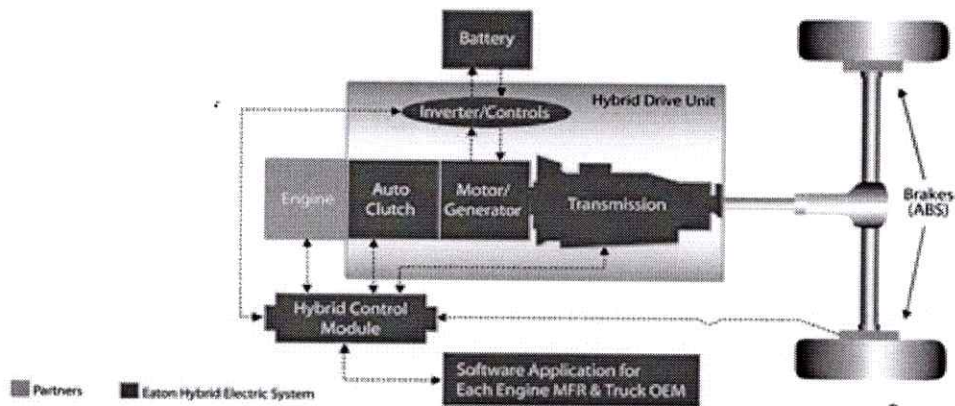 Battery
Hybrid Drive Unit
Inverter/Controls
Engine
Auto
Clutch
Motor/
Generator
Transmission
Brakes
(ABS)
Hybrid Control
Module
Software Application for
Each Engine MFR & Truck OEM
Partners
Eaton Hybrid Electric System